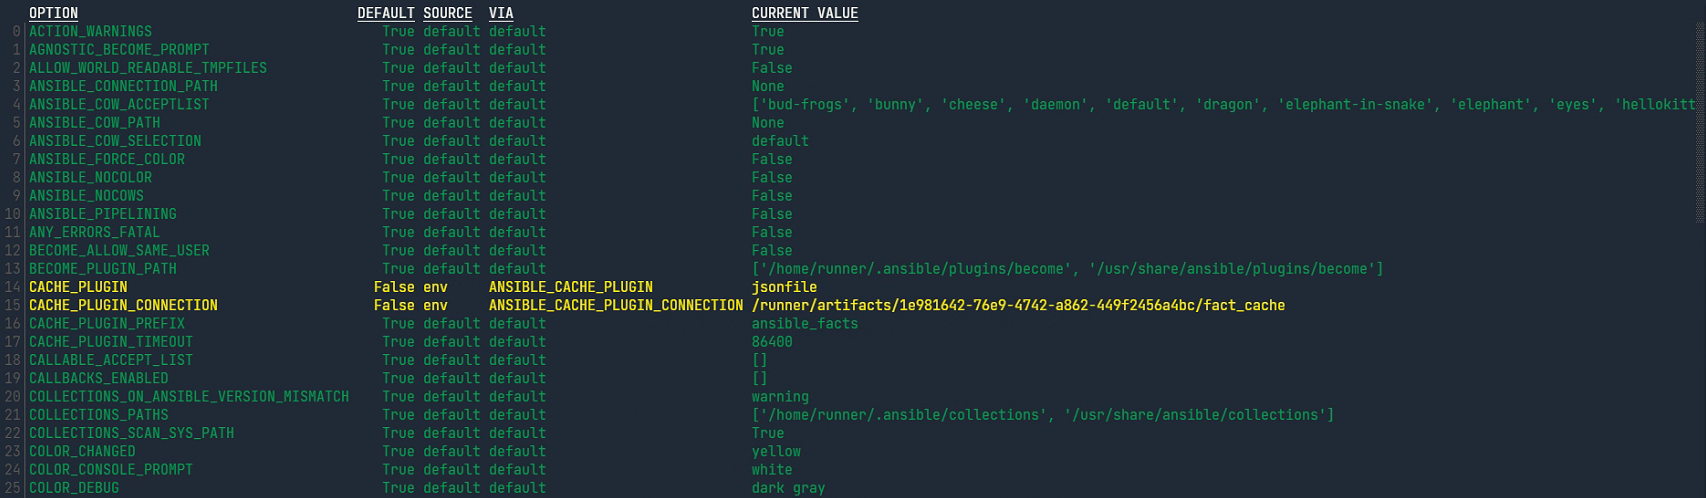 OPTION DEFAULT SOURCE VIA CURRENT VALUE
0 ACTION_WARNINGS True default default True
1 AGNOSTIC_BECOME_PROMPT True default default True
2 ALLOW_WORLD_READABLE_TMPFILES True default default False
3 ANSIBLE_CONNECTION_PATH True default default None
4 ANSIBLE_COW_ACCEPTLIST True default default ['bud-frogs', 'bunny', 'cheese', 'daemon', 'default', 'dragon', 'elephant-in-snake', 'elephant', 'eyes', 'hellokitt
5 ANSIBLE_COW_PATH True default default None
6 ANSIBLE_COW_SELECTION True default default default
7 ANSIBLE_FORCE_COLOR True default default False
8 ANSIBLE_NOCOLOR True default default False
9 ANSIBLE_NOCOWS True default default False
10 ANSIBLE_PIPELINING True default default False
11 ANY_ERRORS_FATAL True default default False
12 BECOME_ALLOW_SAME_USER True default default False
13 BECOME_PLUGIN_PATH True default default ['/home/runner/.ansible/plugins/become', '/usr/share/ansible/plugins/become']
14 CACHE_PLUGIN False env ANSIBLE_CACHE_PLUGIN jsonfile
15 CACHE_PLUGIN_CONNECTION False env ANSIBLE_CACHE_PLUGIN_CONNECTION /runner/artifacts/1e981642-76e9-4742-a862-449f2456a4bc/fact_cache
16 CACHE_PLUGIN_PREFIX True default default ansible_facts
17 CACHE_PLUGIN_TIMEOUT True default default 86400
18 CALLABLE_ACCEPT_LIST True default default []
19 CALLBACKS_ENABLED True default default []
20 COLLECTIONS_ON_ANSIBLE_VERSION_MISMATCH True default default warning
21 COLLECTIONS_PATHS True default default ['/home/runner/.ansible/collections', '/usr/share/ansible/collections']
22 COLLECTIONS_SCAN_SYS_PATH True default default True
23 COLOR_CHANGED True default default yellow
24 COLOR_CONSOLE_PROMPT True default default white
25 COLOR_DEBUG True default default dark gray